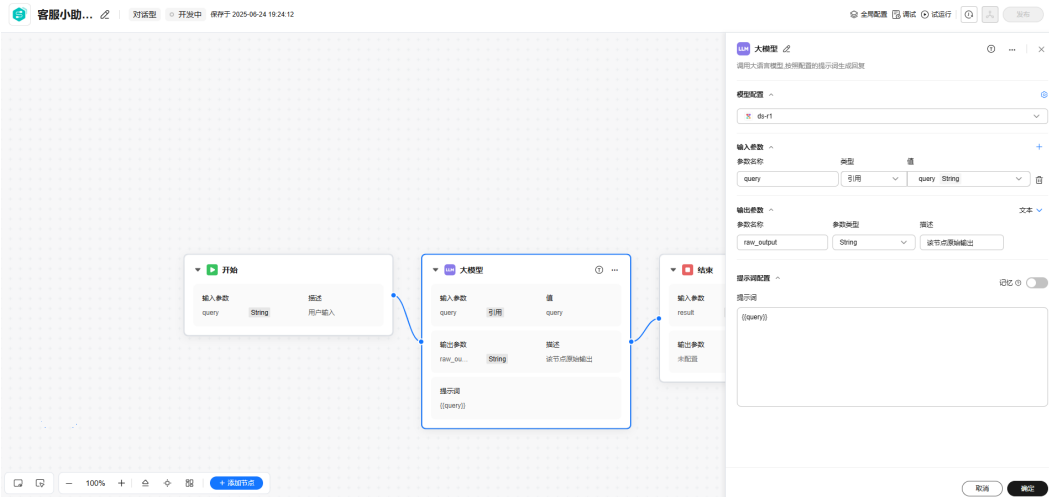 客服小助... 对话型 开发中 保存于 2025-06-24 19:24:12 全局配置 调试 试运行 发布
LLM 大模型
调用大语言模型,按照配置的提示词生成回复
模型配置
ds-r1
输入参数
参数名称 类型 值
query 引用 query String
输出参数 文本
参数名称 参数类型 描述
raw_output String 该节点原始输出
提示词配置 记忆
提示词
{{query}}
开始
输入参数 描述
query String 用户输入
LLM 大模型
输入参数 值
query 引用 query
输出参数 描述
raw_ou... String 该节点原始输出
提示词
{{query}}
结束
输入参数
result
输出参数
未配置
100% + 添加节点
取消 确定